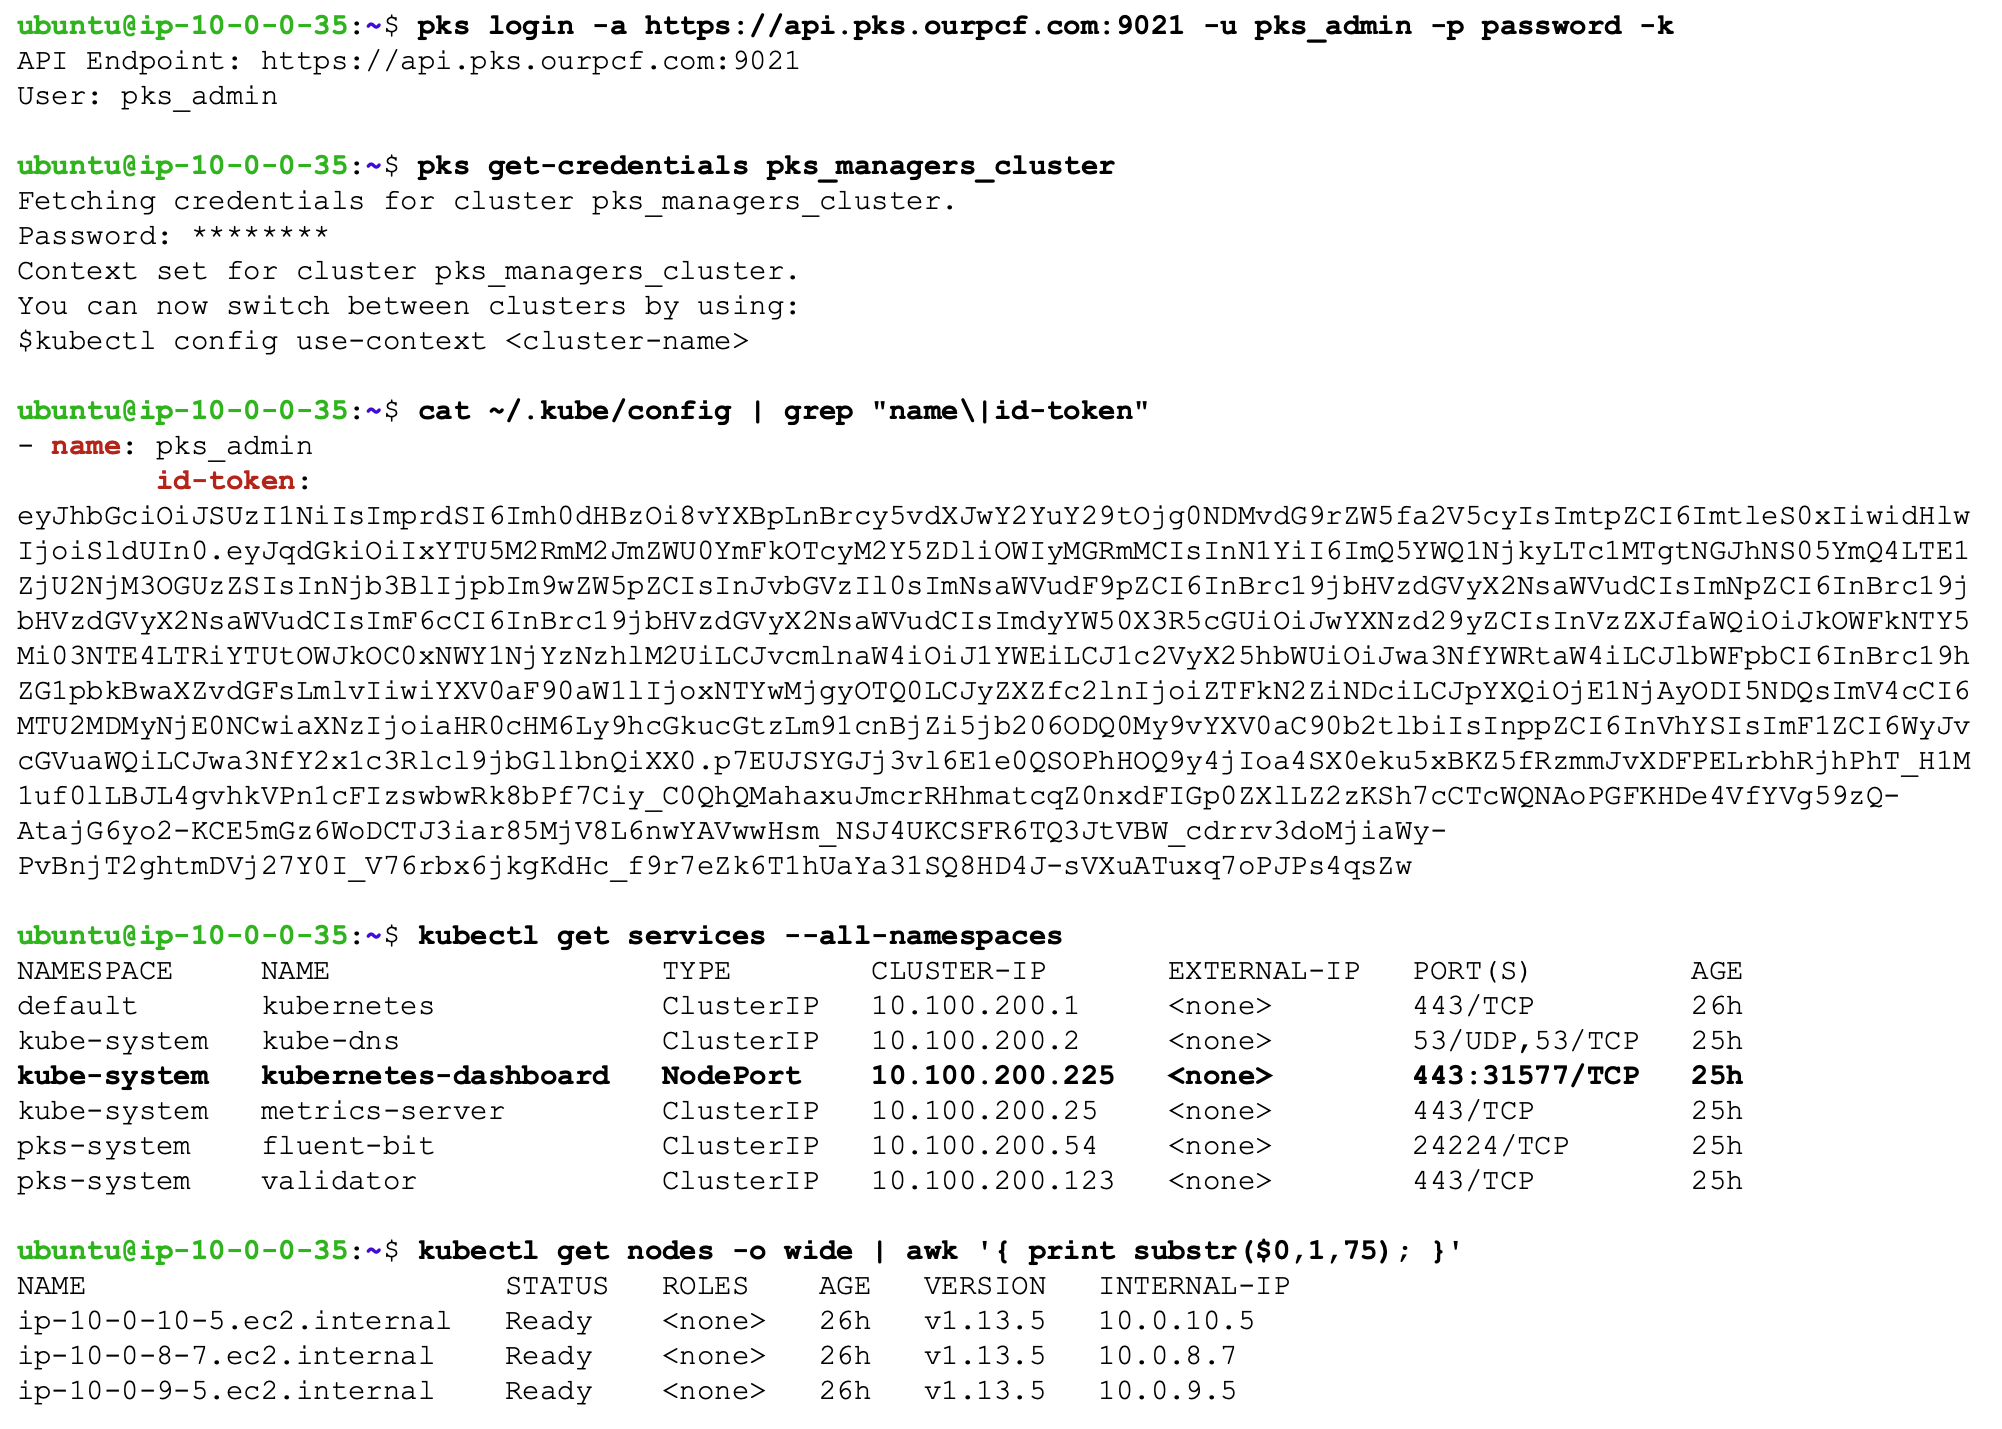 ubuntu@ip-10-0-0-35:~$ pks login -a https://api.pks.ourpcf.com:9021 -u pks_admin -p password -k
API Endpoint: https://api.pks.ourpcf.com:9021
User: pks_admin
ubuntu@ip-10-0-0-35:~$ pks get-credentials pks_managers_cluster
Fetching credentials for cluster pks_managers_cluster.
Password: ********
Context set for cluster pks_managers_cluster.
You can now switch between clusters by using:
$kubectl config use-context <cluster-name>
ubuntu@ip-10-0-0-35:~$ cat ~/.kube/config | grep "name\|id-token"
- name: pks_admin
id-token:
eyJhbGciOiJSUzI1NiIsImprdSI6Imh0dHBzOi8vYXBpLnBrcy5vdXJwY2YuY29tOjg0NDMvdG9rZW5fa2V5cyIsImtpZCI6ImtleS0xIiwidHlw
IjoiSldUIn0.eyJqdGkiOiIxYTU5M2RmM2JmZWU0YmFkOTcyM2Y5ZDliOWIyMGRmMCIsInN1YiI6ImQ5YWQ1NjkyLTc1MTgtNGJhNS05YmQ4LTE1
ZjU2NjM3OGUzZSIsInNjb3BlIjpbIm9wZW5pZCIsInJvbGVzIl0sImNsaWVudF9pZCI6InBrc19jbHVzdGVyX2NsaWVudCIsImNpZCI6InBrc19j
bHVzdGVyX2NsaWVudCIsImF6cCI6InBrc19jbHVzdGVyX2NsaWVudCIsImdyYW50X3R5cGUiOiJwYXNzd29yZCIsInVzZXJfaWQiOiJkOWFkNTY5
Mi03NTE4LTRiYTUtOWJkOC0xNWY1NjYzNzhlM2UiLCJvcmlnaW4iOiJ1YWEiLCJ1c2VyX25hbWUiOiJwa3NfYWRtaW4iLCJlbWFpbCI6InBrc19h
ZG1pbkBwaXZvdGFsLmlvIiwiYXV0aF90aW1lIjoxNTYwMjgyOTQ0LCJyZXZfc2lnIjoiZTFkN2ZiNDciLCJpYXQiOjE1NjAyODI5NDQsImV4cCI6
MTU2MDMyNjE0NCwiaXNzIjoiaHR0cHM6Ly9hcGkucGtzLm91cnBjZi5jb206ODQ0My9vYXV0aC90b2tlbiIsInppZCI6InVhYSIsImF1ZCI6WyJv
cGVuaWQiLCJwa3NfY2x1c3Rlcl9jbGllbnQiXX0.p7EUJSYGJj3vl6E1e0QSOPhHOQ9y4jIoa4SX0eku5xBKZ5fRzmmJvXDFPELrbhRjhPhT_H1M
1uf0lLBJL4gvhkVPn1cFIzswbwRk8bPf7Ciy_C0QhQMahaxuJmcrRHhmatcqZ0nxdFIGp0ZXlLZ2zKSh7cCTcWQNAoPGFKHDe4VfYVg59zQ-
AtajG6yo2-KCE5mGz6WoDCTJ3iar85MjV8L6nwYAVwwHsm_NSJ4UKCSFR6TQ3JtVBW_cdrrv3doMjiaWy-
PvBnjT2ghtmDVj27Y0I_V76rbx6jkgKdHc_f9r7eZk6T1hUaYa31SQ8HD4J-sVXuATuxq7oPJPs4qsZw
ubuntu@ip-10-0-0-35:~$ kubectl get services --all-namespaces
NAMESPACE NAME TYPE CLUSTER-IP EXTERNAL-IP PORT(S) AGE
default kubernetes ClusterIP 10.100.200.1 <none> 443/TCP 26h
kube-system kube-dns ClusterIP 10.100.200.2 <none> 53/UDP,53/TCP 25h
kube-system kubernetes-dashboard NodePort 10.100.200.225 <none> 443:31577/TCP 25h
kube-system metrics-server ClusterIP 10.100.200.25 <none> 443/TCP 25h
pks-system fluent-bit ClusterIP 10.100.200.54 <none> 24224/TCP 25h
pks-system validator ClusterIP 10.100.200.123 <none> 443/TCP 25h
ubuntu@ip-10-0-0-35:~$ kubectl get nodes -o wide | awk '{ print substr($0,1,75); }'
NAME STATUS ROLES AGE VERSION INTERNAL-IP
ip-10-0-10-5.ec2.internal Ready <none> 26h v1.13.5 10.0.10.5
ip-10-0-8-7.ec2.internal Ready <none> 26h v1.13.5 10.0.8.7
ip-10-0-9-5.ec2.internal Ready <none> 26h v1.13.5 10.0.9.5